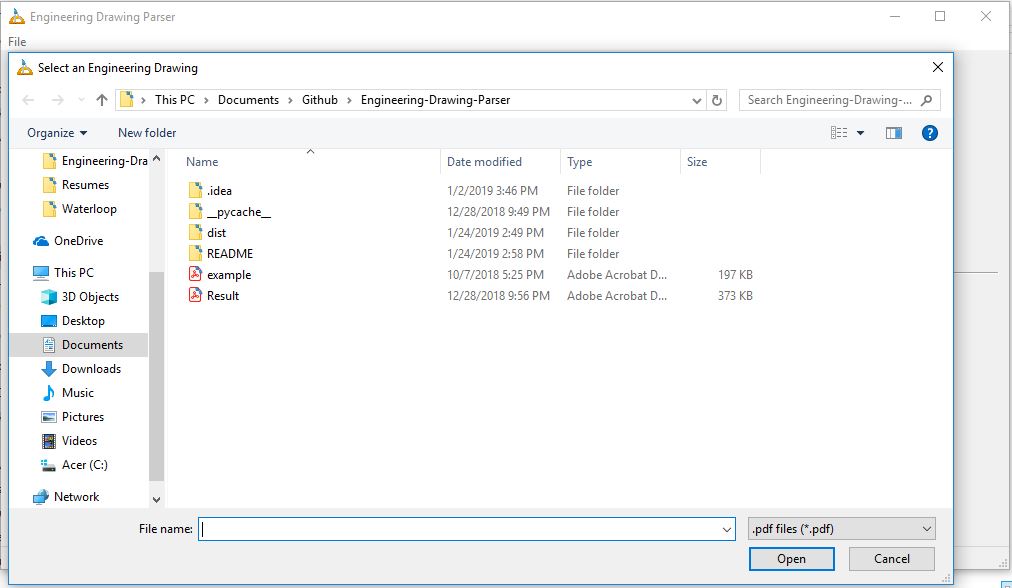 Engineering Drawing Parser
File
Select an Engineering Drawing
This PC > Documents > Github > Engineering-Drawing-Parser
Search Engineering-Drawing-...
Organize New folder
?
Engineering-Dra
Resumes
Waterloop
OneDrive
This PC
3D Objects
Desktop
Documents
Downloads
Music
Pictures
Videos
Acer (C:)
Network
Name Date modified Type Size
.idea 1/2/2019 3:46 PM File folder
__pycache__ 12/28/2018 9:49 PM File folder
dist 1/24/2019 2:49 PM File folder
README 1/24/2019 2:58 PM File folder
example 10/7/2018 5:25 PM Adobe Acrobat D... 197 KB
Result 12/28/2018 9:56 PM Adobe Acrobat D... 373 KB
File name: .pdf files (*.pdf)
Open Cancel